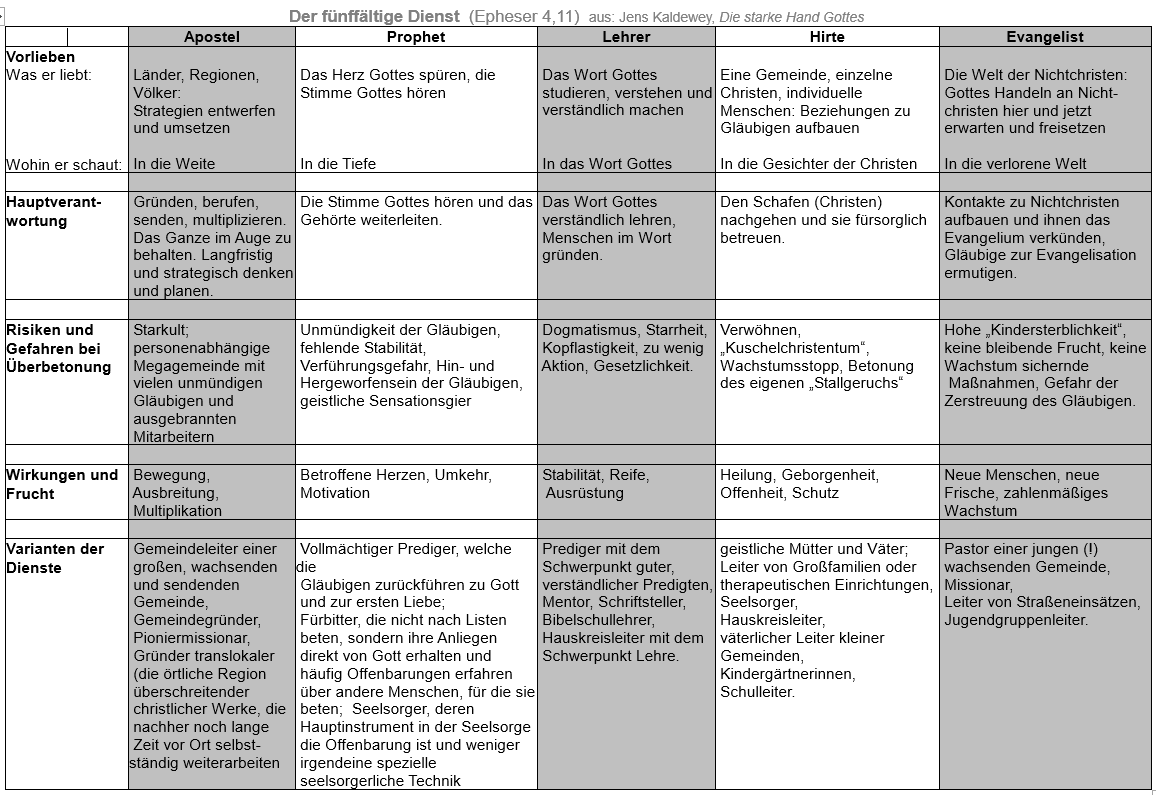 Der fünffältige Dienst (Epheser 4,11) aus: Jens Kaldewey, Die starke Hand Gottes
Apostel
Prophet
Lehrer
Hirte
Evangelist
Vorlieben
Was er liebt:
Länder, Regionen,
Völker:
Strategien entwerfen
und umsetzen
Das Herz Gottes spüren, die
Stimme Gottes hören
Das Wort Gottes
studieren, verstehen und
verständlich machen
Eine Gemeinde, einzelne
Christen, individuelle
Menschen: Beziehungen zu
Gläubigen aufbauen
Die Welt der Nichtchristen:
Gottes Handeln an Nicht-
christen hier und jetzt
erwarten und freisetzen
Wohin er schaut:
In die Weite
In die Tiefe
In das Wort Gottes
In die Gesichter der Christen
In die verlorene Welt
Hauptverant-
wortung
Gründen, berufen,
senden, multiplizieren.
Das Ganze im Auge zu
behalten. Langfristig
und strategisch denken
und planen.
Die Stimme Gottes hören und das
Gehörte weiterleiten.
Das Wort Gottes
verständlich lehren,
Menschen im Wort
gründen.
Den Schafen (Christen)
nachgehen und sie fürsorglich
betreuen.
Kontakte zu Nichtchristen
aufbauen und ihnen das
Evangelium verkünden,
Gläubige zur Evangelisation
ermutigen.
Risiken und
Gefahren bei
Überbetonung
Starkult;
personenabhängige
Megagemeinde mit
vielen unmündigen
Gläubigen und
ausgebrannten
Mitarbeitern
Unmündigkeit der Gläubigen,
fehlende Stabilität,
Verführungsgefahr, Hin- und
Hergeworfensein der Gläubigen,
geistliche Sensationsgier
Dogmatismus, Starrheit,
Kopflastigkeit, zu wenig
Aktion, Gesetzlichkeit.
Verwöhnen,
„Kuschelchristentum“,
Wachstumsstopp, Betonung
des eigenen „Stallgeruchs“
Hohe „Kindersterblichkeit“,
keine bleibende Frucht, keine
Wachstum sichernde
Maßnahmen, Gefahr der
Zerstreuung des Gläubigen.
Wirkungen und
Frucht
Bewegung,
Ausbreitung,
Multiplikation
Betroffene Herzen, Umkehr,
Motivation
Stabilität, Reife,
Ausrüstung
Heilung, Geborgenheit,
Offenheit, Schutz
Neue Menschen, neue
Frische, zahlenmäßiges
Wachstum
Varianten der
Dienste
Gemeindeleiter einer
großen, wachsenden
und sendenden
Gemeinde,
Gemeindegründer,
Pioniermissionar,
Gründer translokaler
(die örtliche Region
überschreitender
christlicher Werke, die
nachher noch lange
Zeit vor Ort selbst-
ständig weiterarbeiten
Vollmächtiger Prediger, welche
die
Gläubigen zurückführen zu Gott
und zur ersten Liebe;
Fürbitter, die nicht nach Listen
beten, sondern ihre Anliegen
direkt von Gott erhalten und
häufig Offenbarungen erfahren
über andere Menschen, für die sie
beten; Seelsorger, deren
Hauptinstrument in der Seelsorge
die Offenbarung ist und weniger
irgendeine spezielle
seelsorgerliche Technik
Prediger mit dem
Schwerpunkt guter,
verständlicher Predigten,
Mentor, Schriftsteller,
Bibelschullehrer,
Hauskreisleiter mit dem
Schwerpunkt Lehre.
geistliche Mütter und Väter;
Leiter von Großfamilien oder
therapeutischen Einrichtungen,
Seelsorger,
Hauskreisleiter,
väterlicher Leiter kleiner
Gemeinden,
Kindergärtnerinnen,
Schulleiter.
Pastor einer jungen (!)
wachsenden Gemeinde,
Missionar,
Leiter von Straßeneinsätzen,
Jugendgruppenleiter.